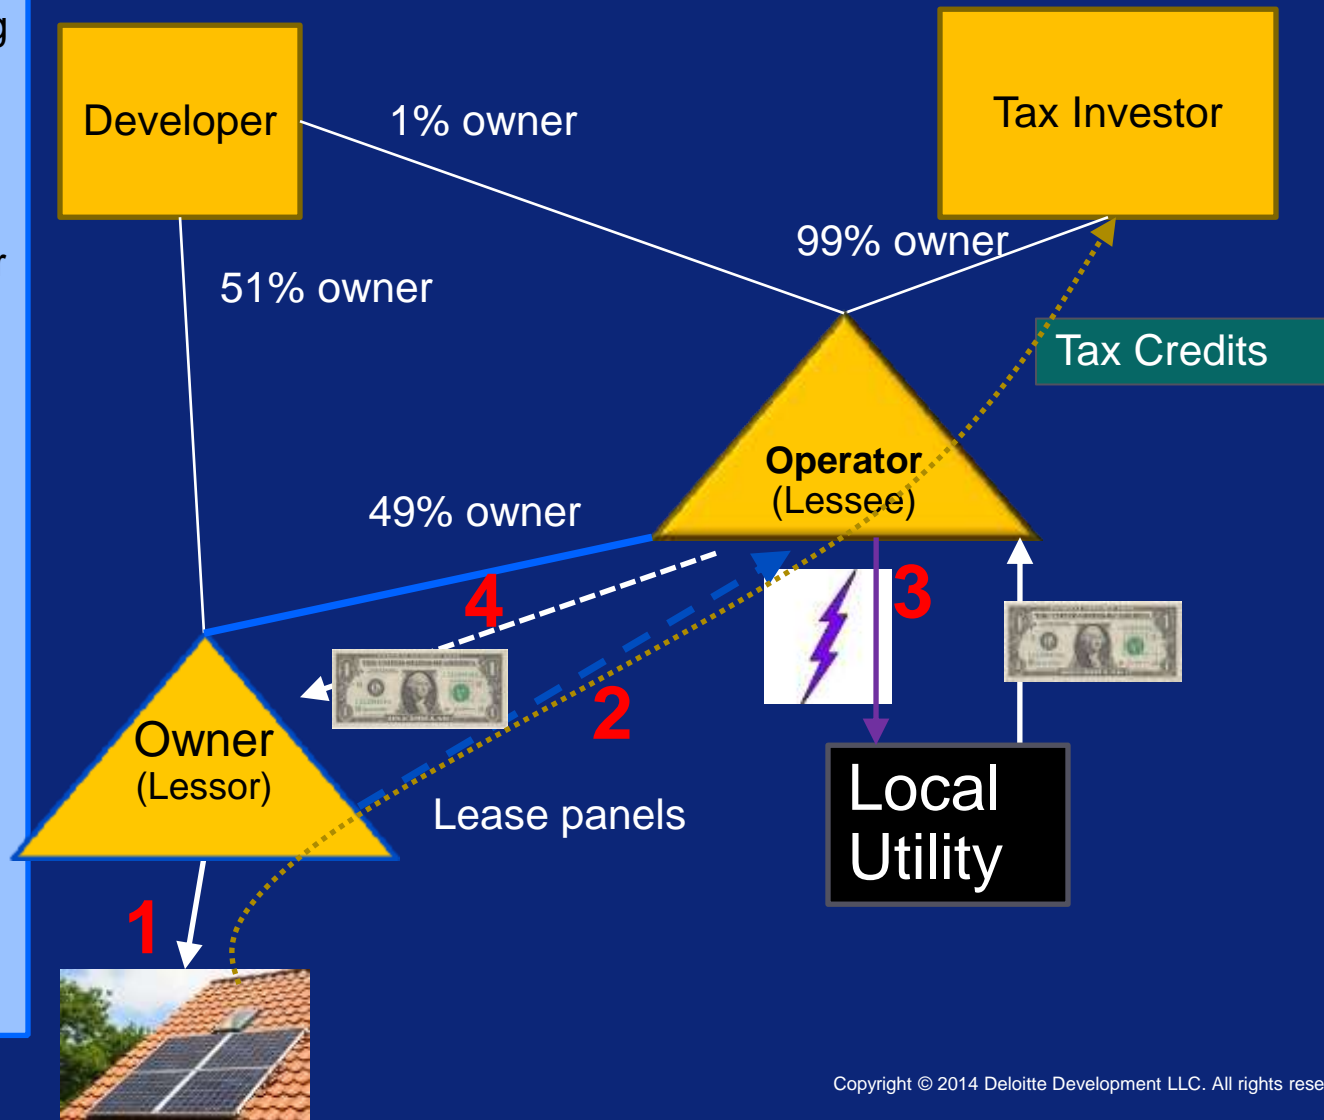 g
r
Developer
1% owner
Tax Investor
99% owner
51% owner
Tax Credits
Operator
(Lessee)
49% owner
4
3
2
Owner
(Lessor)
Lease panels
Local
Utility
1
Copyright © 2014 Deloitte Development LLC. All rights rese